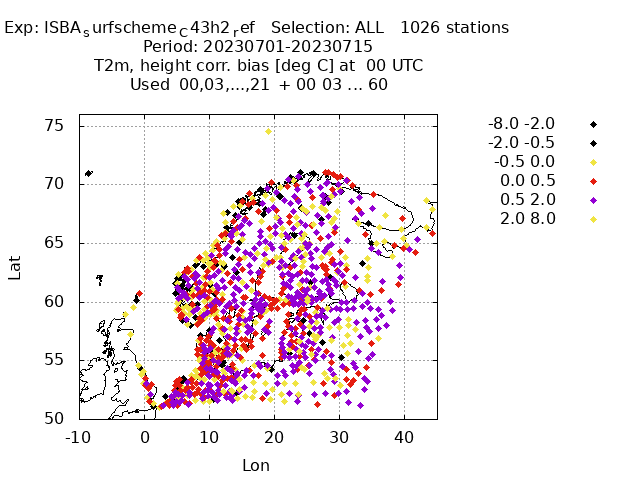 Exp: ISBA_surfscheme_C43h2_ref Selection: ALL 1026 stations
Period: 20230701-20230715
T2m, height corr. bias [deg C] at 00 UTC
Used 00,03,...,21 + 00 03 ... 60
-8.0 -2.0
-2.0 -0.5
-0.5 0.0
0.0 0.5
0.5 2.0
2.0 8.0
75
70
65
60
55
50
Lat
-10 0 10 20 30 40
Lon